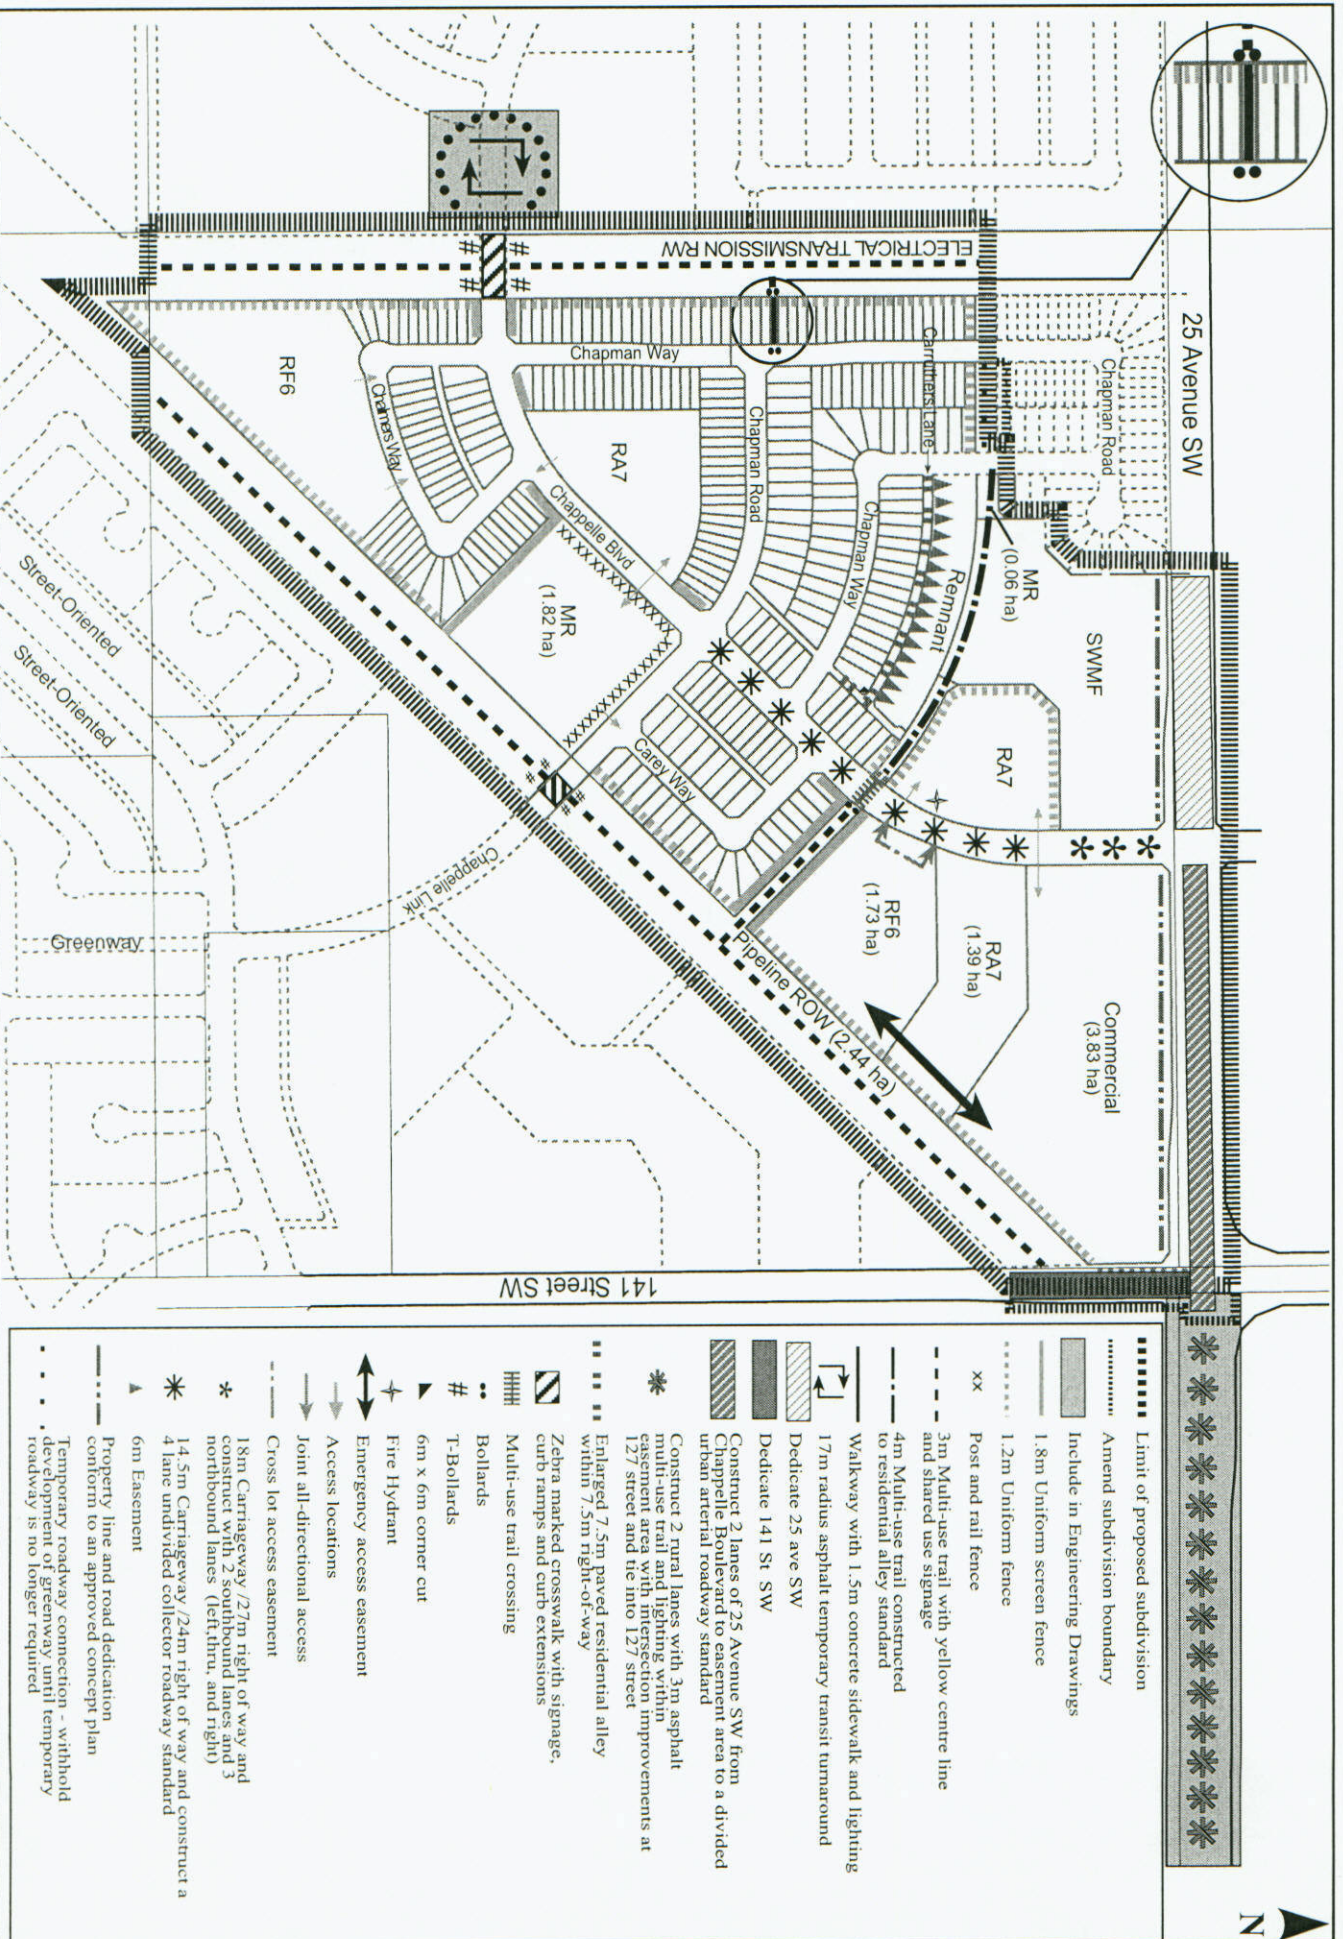 25 Avenue SW
Chapman Road
ELECTRICAL TRANSMISSION RW
Carruthers Lane
Chapman Way
Chapman Road
Chapman Way
Remnant
MR
(0.06 ha)
SWMF
RA7
RF6
Chalmers Way
RA7
Chappelle Blvd
xx xx xx xx xx xx xx
xxxxxxxxxxxxxxx
MR
(1.82 ha)
Carey Way
RF6
(1.73 ha)
RA7
(1.39 ha)
Commercial
(3.83 ha)
Pipeline ROW (2.44 ha)
Chappelle Link
Street-Oriented
Street-Oriented
Greenway
141 Street SW
# # # #
# # # #
N
Limit of proposed subdivision
Amend subdivision boundary
Include in Engineering Drawings
1.8m Uniform screen fence
1.2m Uniform fence
xx Post and rail fence
3m Multi-use trail with yellow centre line
and shared use signage
4m Multi-use trail constructed
to residential alley standard
Walkway with 1.5m concrete sidewalk and lighting
17m radius asphalt temporary transit turnaround
Dedicate 25 ave SW
Dedicate 141 St SW
Construct 2 lanes of 25 Avenue SW from
Chappelle Boulevard to easement area to a divided
urban arterial roadway standard
Construct 2 rural lanes with 3m asphalt
multi-use trail and lighting within
easement area with intersection improvements at
127 street and tie into 127 street
Enlarged 7.5m paved residential alley
within 7.5m right-of-way
Zebra marked crosswalk with signage,
curb ramps and curb extensions
Multi-use trail crossing
Bollards
# T-Bollards
6m x 6m corner cut
Fire Hydrant
Emergency access easement
Access locations
Joint all-directional access
Cross lot access easement
18m Carriageway /27m right of way and
construct with 2 southbound lanes and 3
northbound lanes (left,thru, and right)
14.5m Carriageway /24m right of way and construct a
4 lane undivided collector roadway standard
6m Easement
Property line and road dedication
conform to an approved concept plan
Temporary roadway connection - withhold
development of greenway until temporary
roadway is no longer required